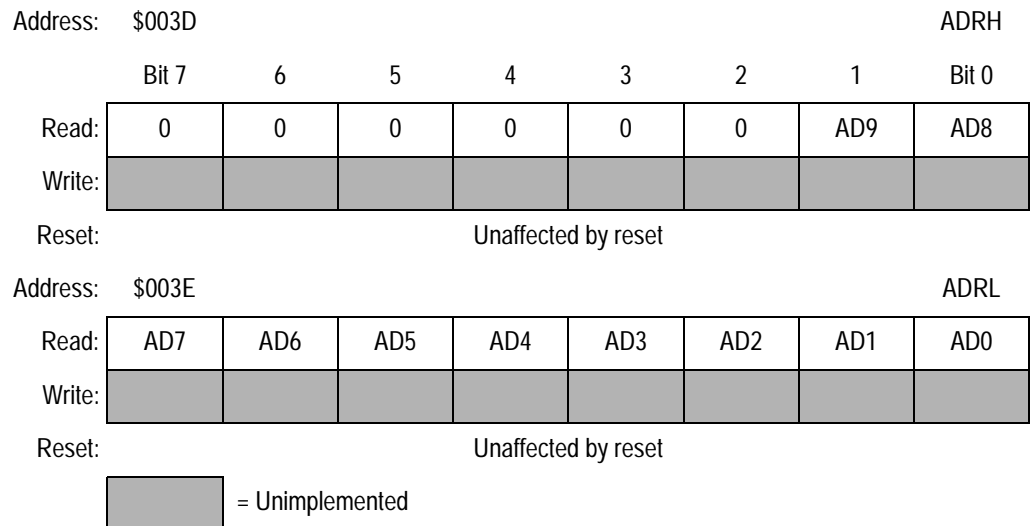 Address: $003D ADRH
Bit 7 6 5 4 3 2 1 Bit 0
Read: 0 0 0 0 0 0 AD9 AD8
Write:
Reset: Unaffected by reset
Address: $003E ADRL
Read: AD7 AD6 AD5 AD4 AD3 AD2 AD1 AD0
Write:
Reset: Unaffected by reset
= Unimplemented